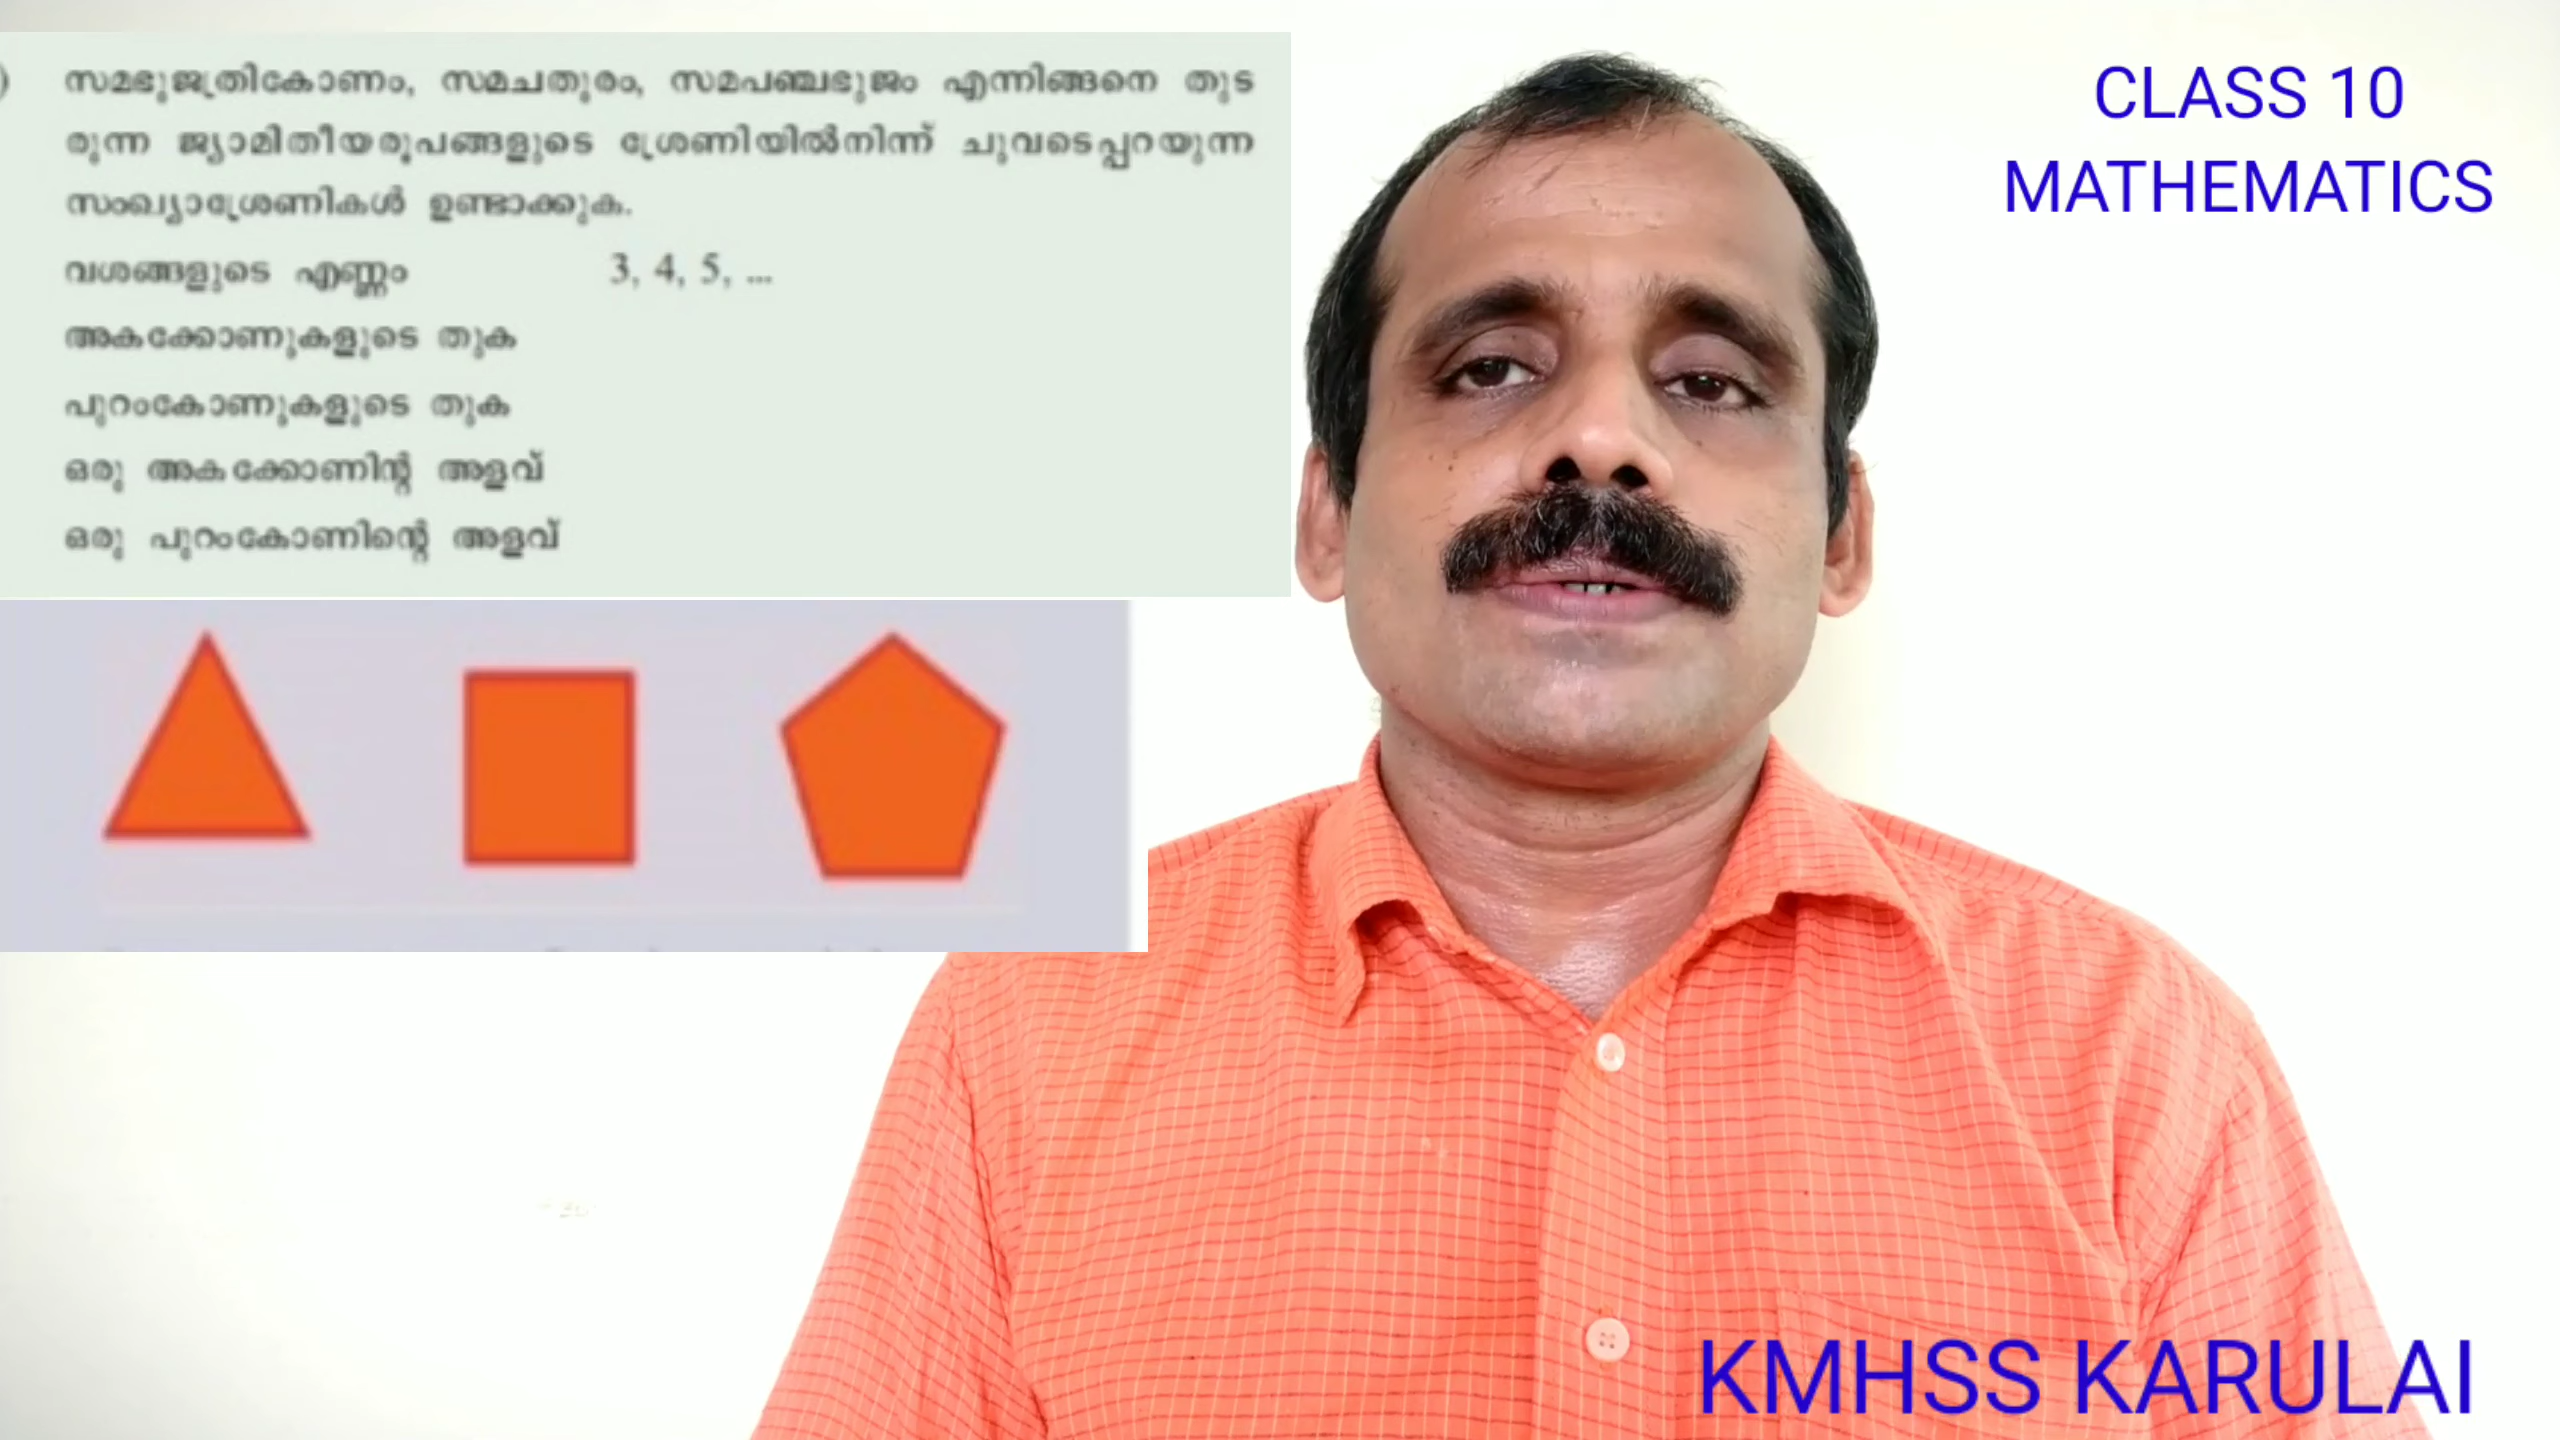 സമഭുജത്രികോണം, സമചതുരം, സമപഞ്ചഭുജം എന്നിങ്ങനെ തുട
രുന്ന ജ്യാമിതീയരൂപങ്ങളുടെ ശ്രേണിയിൽനിന്ന് ചുവടെപ്പറയുന്ന
സംഖ്യാശ്രേണികൾ ഉണ്ടാക്കുക.
വശങ്ങളുടെ എണ്ണം 3, 4, 5, ...
അകക്കോണുകളുടെ തുക
പുറംകോണുകളുടെ തുക
ഒരു അകക്കോണിന്റ അളവ്
ഒരു പുറംകോണിന്റെ അളവ്
CLASS 10
MATHEMATICS
KMHSS KARULAI